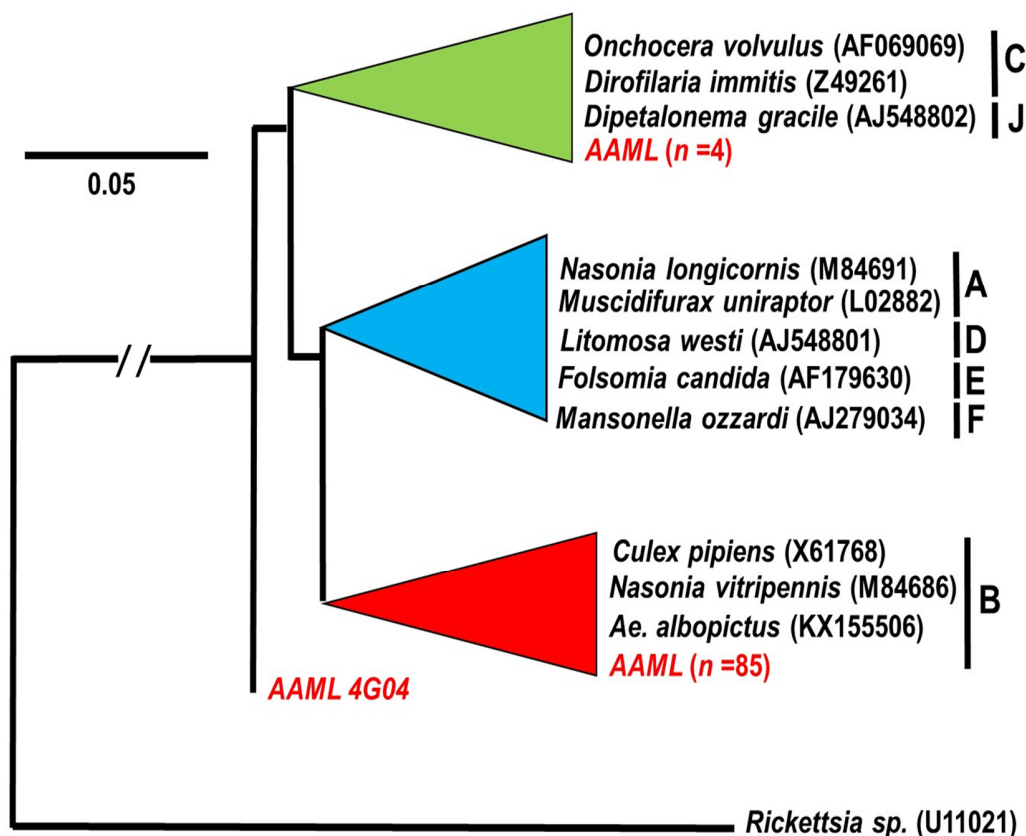 Onchocera volvulus (AF069069)
Dirofilaria immitis (Z49261)
C
Dipetalonema gracile (AJ548802)
J
AAML (n =4)
0.05
Nasonia longicornis (M84691)
Muscidifurax uniraptor (L02882)
A
Litomosa westi (AJ548801)
D
Folsomia candida (AF179630)
E
Mansonella ozzardi (AJ279034)
F
//
Culex pipiens (X61768)
Nasonia vitripennis (M84686)
B
Ae. albopictus (KX155506)
AAML (n =85)
AAML 4G04
Rickettsia sp. (U11021)